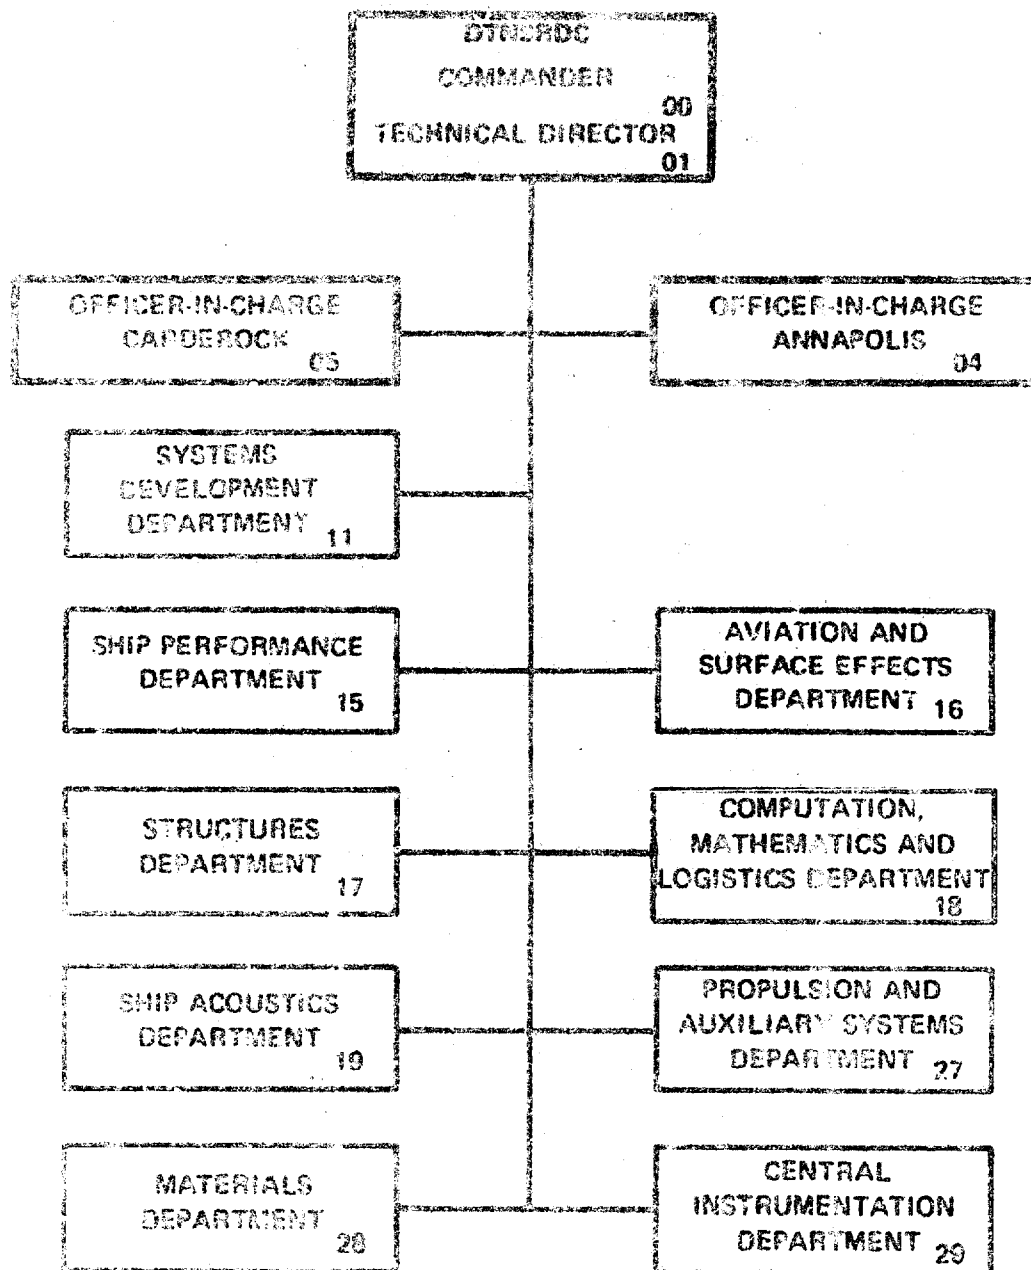 DTNSRDC
COMMANDER
00
TECHNICAL DIRECTOR
01
OFFICER-IN-CHARGE
CARDEROCK
05
OFFICER-IN-CHARGE
ANNAPOLIS
04
SYSTEMS
DEVELOPMENT
DEPARTMENT
11
SHIP PERFORMANCE
DEPARTMENT
15
AVIATION AND
SURFACE EFFECTS
DEPARTMENT
16
STRUCTURES
DEPARTMENT
17
COMPUTATION,
MATHEMATICS AND
LOGISTICS DEPARTMENT
18
SHIP ACOUSTICS
DEPARTMENT
19
PROPULSION AND
AUXILIARY SYSTEMS
DEPARTMENT
27
MATERIALS
DEPARTMENT
28
CENTRAL
INSTRUMENTATION
DEPARTMENT
29